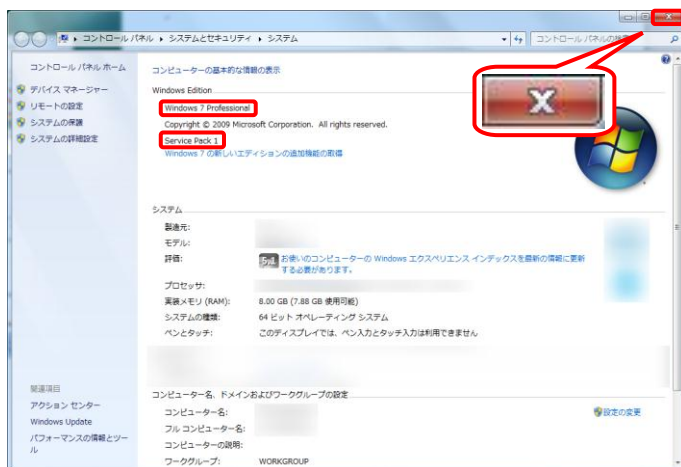 コントロール パネル ▸ システムとセキュリティ ▸ システム
コントロール パネルの検索
コントロール パネル ホーム
デバイス マネージャー
リモートの設定
システムの保護
システムの詳細設定
コンピューターの基本的な情報の表示
Windows Edition
Windows 7 Professional
Copyright © 2009 Microsoft Corporation. All rights reserved.
Service Pack 1
Windows 7 の新しいエディションの追加機能の取得
システム
製造元:
モデル:
評価:
5.1 お使いのコンピューターの Windows エクスペリエンス インデックスを最新の情報に更新
する必要があります。
プロセッサ:
実装メモリ (RAM): 8.00 GB (7.88 GB 使用可能)
システムの種類: 64 ビット オペレーティング システム
ペンとタッチ: このディスプレイでは、ペン入力とタッチ入力は利用できません
コンピューター名、ドメインおよびワークグループの設定
コンピューター名:
設定の変更
フル コンピューター名:
コンピューターの説明:
ワークグループ: WORKGROUP
関連項目
アクション センター
Windows Update
パフォーマンスの情報とツー
ル